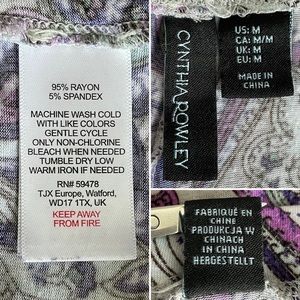 95% RAYON
5% SPANDEX
MACHINE WASH COLD
WITH LIKE COLORS
GENTLE CYCLE
ONLY NON-CHLORINE
BLEACH WHEN NEEDED
TUMBLE DRY LOW
WARM IRON IF NEEDED
RN# 59478
TJX Europe, Watford,
WD17 1TX, UK
KEEP AWAY
FROM FIRE
CYNTHIA ROWLEY
US: M
CA: M/M
UK: M
EU: M
MADE IN
CHINA
FABRIQUÉ EN
CHINE
PRODUKCJA W
CHINACH
IN CHINA
HERGESTELLT